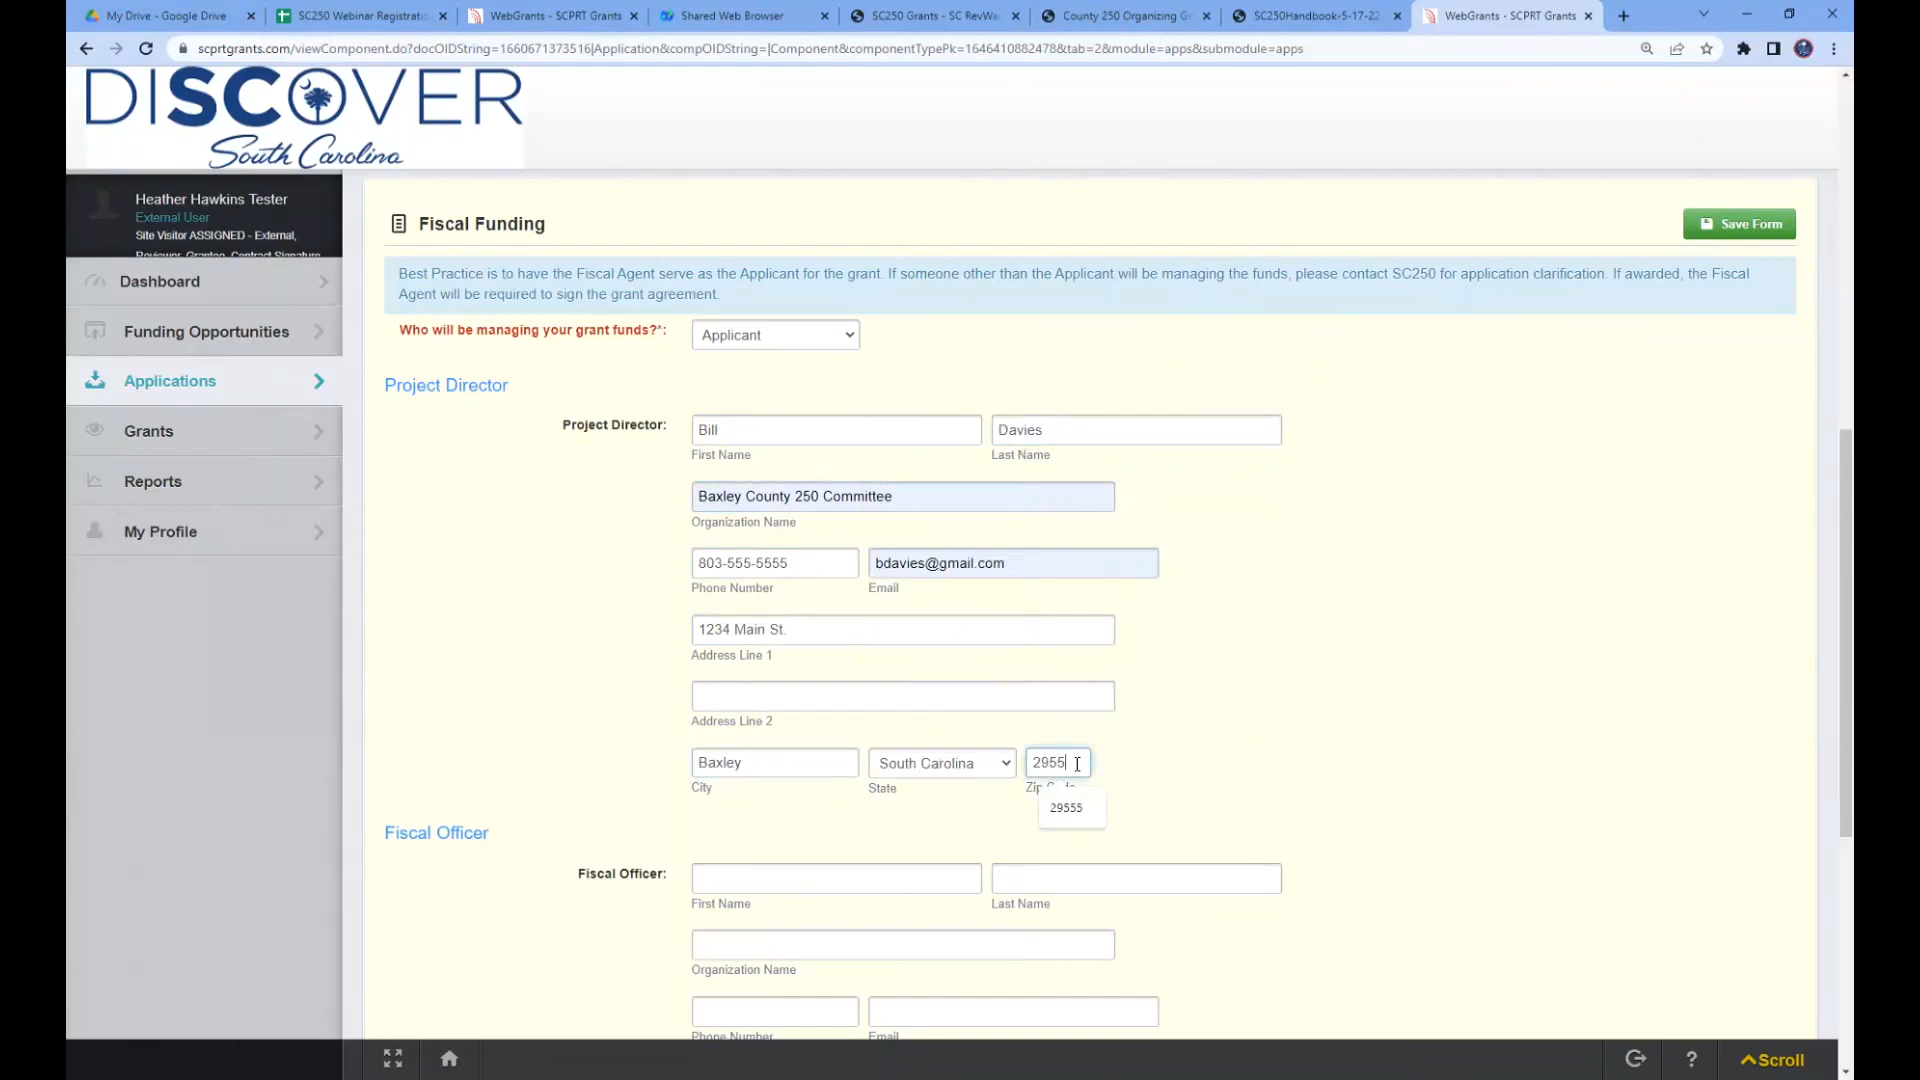 My Drive - Google Drive
SC250 Webinar Registratio
WebGrants - SCPRT Grants
Shared Web Browser
SC250 Grants - SC RevWa
County 250 Organizing Gr
SC250Handbook-5-17-22
WebGrants - SCPRT Grants
scprtgrants.com/viewComponent.do?docOIDString=1660671373516|Application&compOIDString=|Component&componentTypePk=1646410882478&tab=2&module=apps&submodule=apps
DISCOVER
South Carolina
Heather Hawkins Tester
External User
Site Visitor ASSIGNED - External,
Reviewer, Grantee, Contract Signature
Dashboard
Funding Opportunities
Applications
Grants
Reports
My Profile
Fiscal Funding
Save Form
Best Practice is to have the Fiscal Agent serve as the Applicant for the grant. If someone other than the Applicant will be managing the funds, please contact SC250 for application clarification. If awarded, the Fiscal
Agent will be required to sign the grant agreement.
Who will be managing your grant funds?*: Applicant
Project Director
Project Director: Bill Davies
First Name Last Name
Baxley County 250 Committee
Organization Name
803-555-5555 bdavies@gmail.com
Phone Number Email
1234 Main St.
Address Line 1
Address Line 2
Baxley South Carolina 2955
City State Zip Code
29555
Fiscal Officer
Fiscal Officer:
First Name Last Name
Organization Name
Phone Number Email
? Scroll